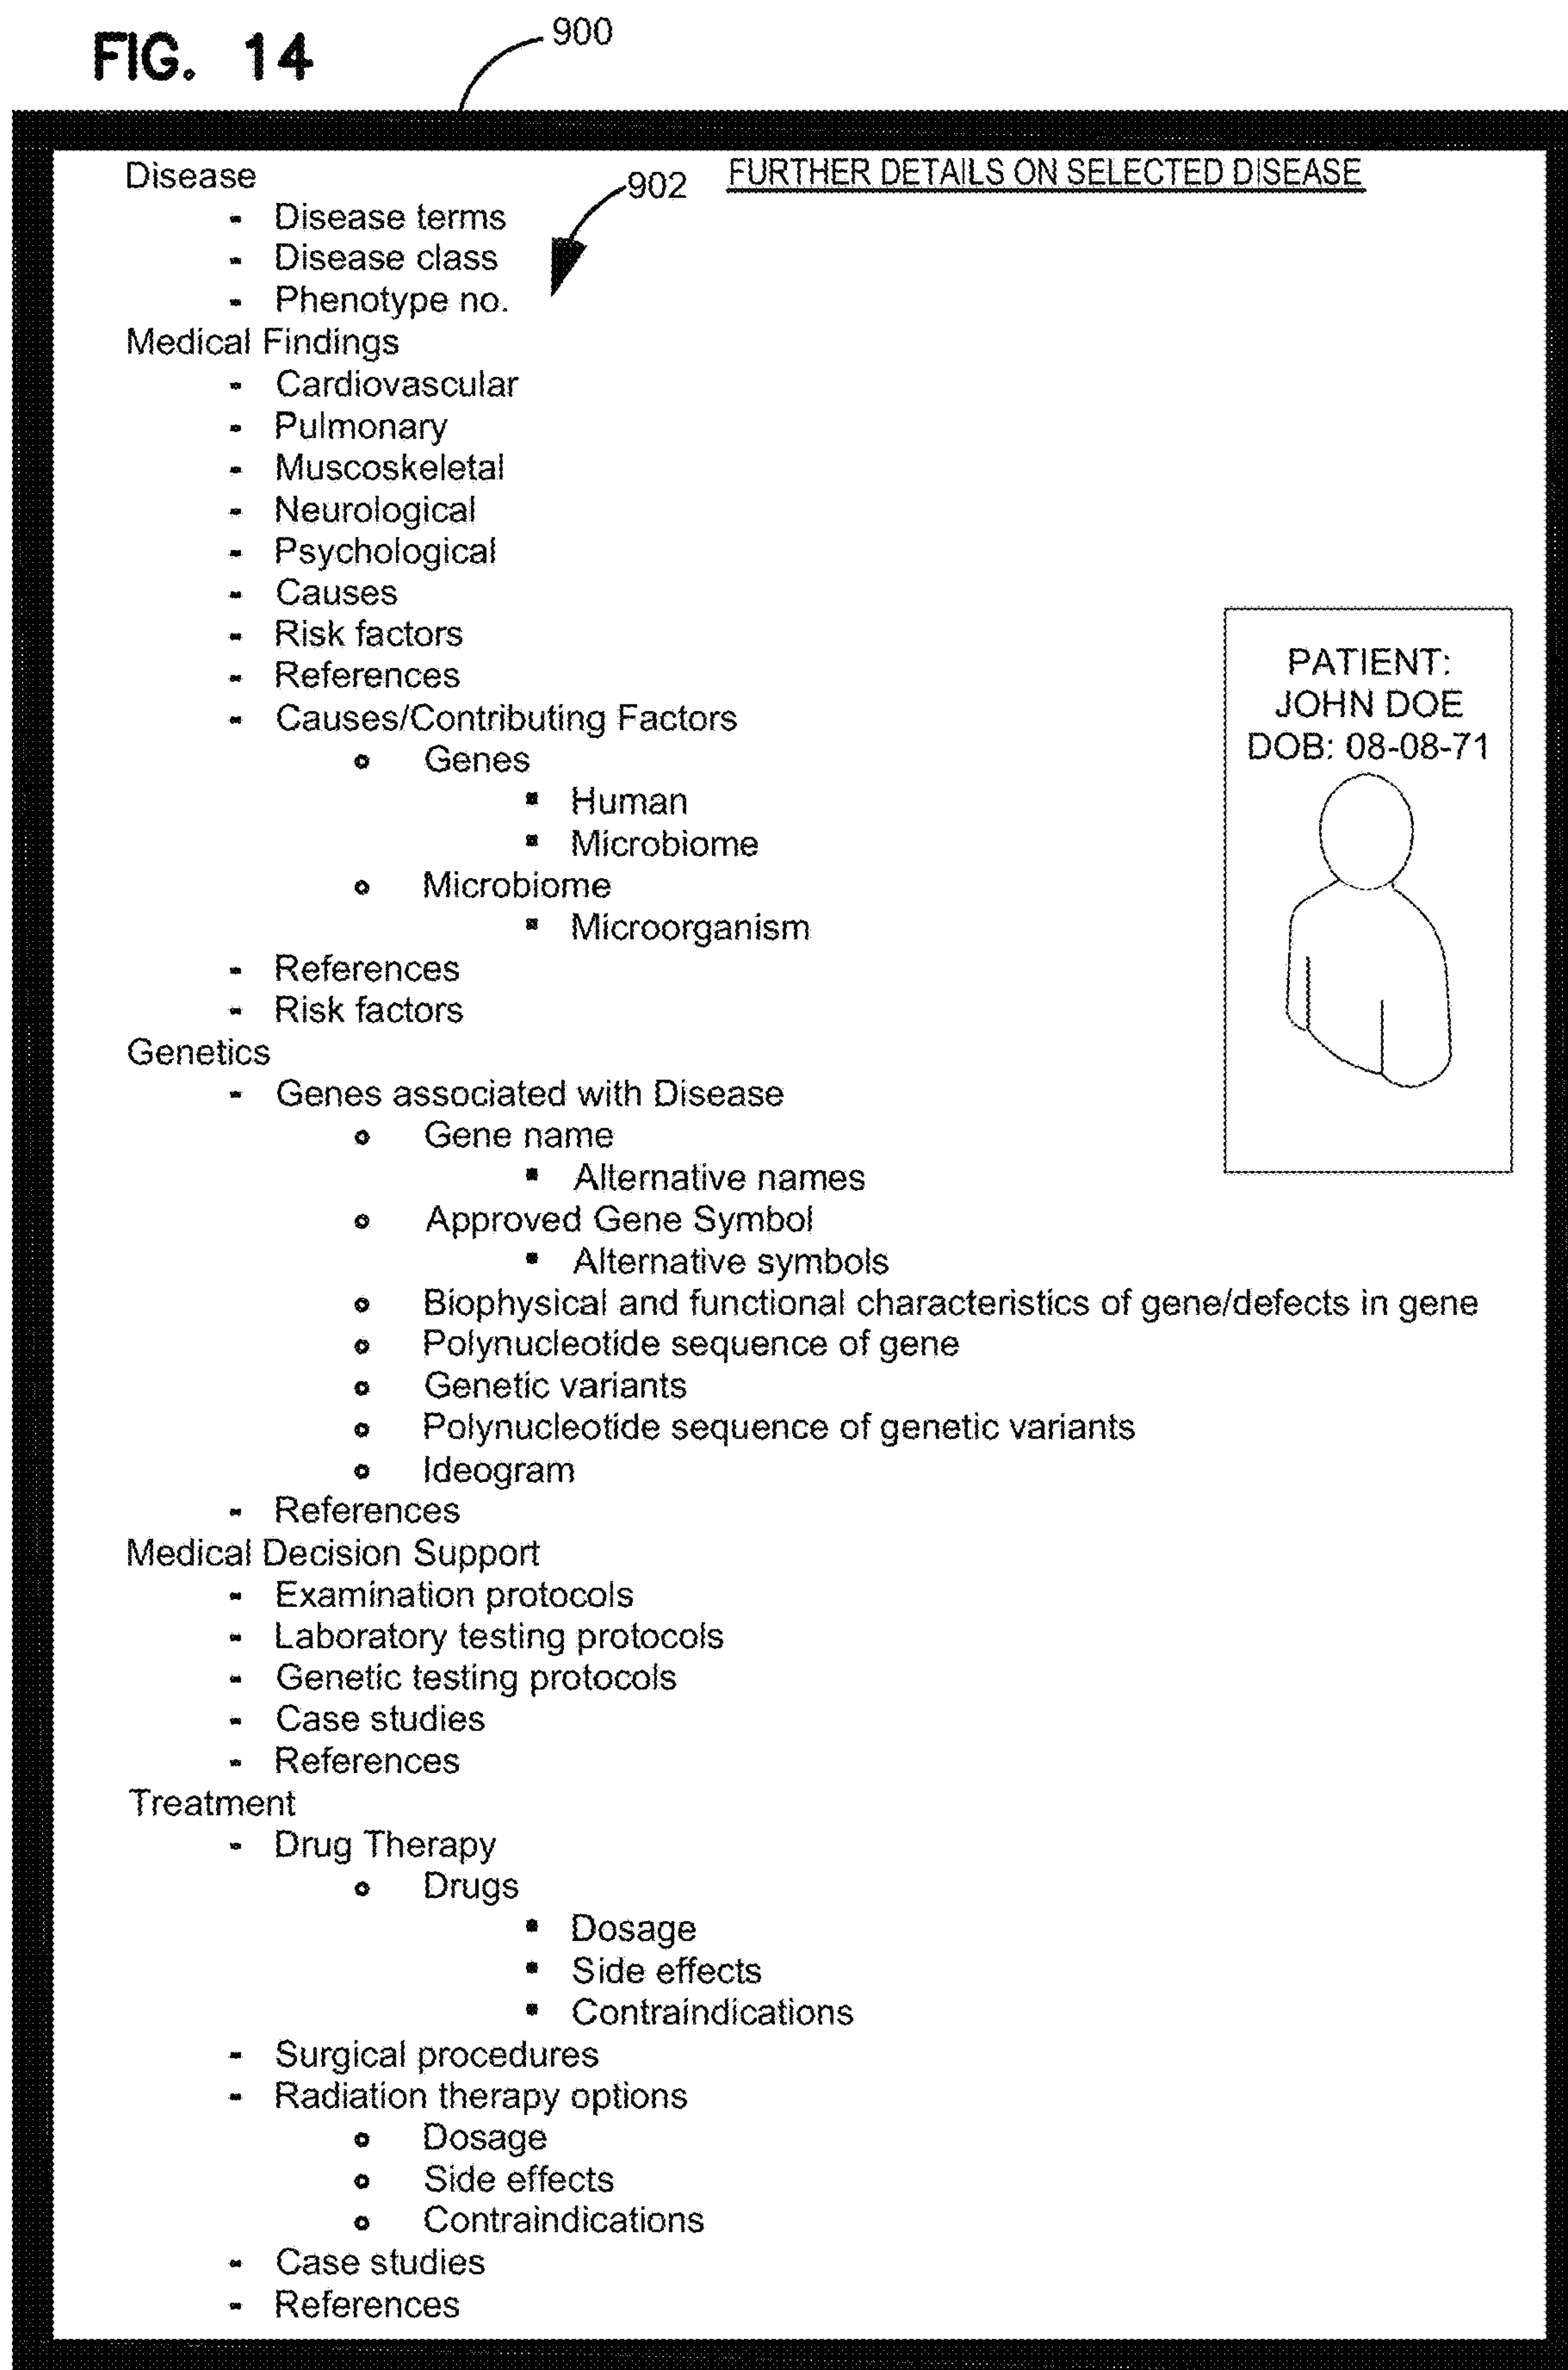 FIG. 14
900
FURTHER DETAILS ON SELECTED DISEASE
902
Disease
- Disease terms
- Disease class
- Phenotype no.
Medical Findings
- Cardiovascular
- Pulmonary
- Muscoskeletal
- Neurological
- Psychological
- Causes
- Risk factors
- References
- Causes/Contributing Factors
o Genes
▪ Human
▪ Microbiome
o Microbiome
▪ Microorganism
- References
- Risk factors
Genetics
- Genes associated with Disease
o Gene name
▪ Alternative names
o Approved Gene Symbol
▪ Alternative symbols
o Biophysical and functional characteristics of gene/defects in gene
o Polynucleotide sequence of gene
o Genetic variants
o Polynucleotide sequence of genetic variants
o Ideogram
- References
Medical Decision Support
- Examination protocols
- Laboratory testing protocols
- Genetic testing protocols
- Case studies
- References
Treatment
- Drug Therapy
o Drugs
▪ Dosage
▪ Side effects
▪ Contraindications
- Surgical procedures
- Radiation therapy options
o Dosage
o Side effects
o Contraindications
- Case studies
- References
PATIENT:
JOHN DOE
DOB: 08-08-71